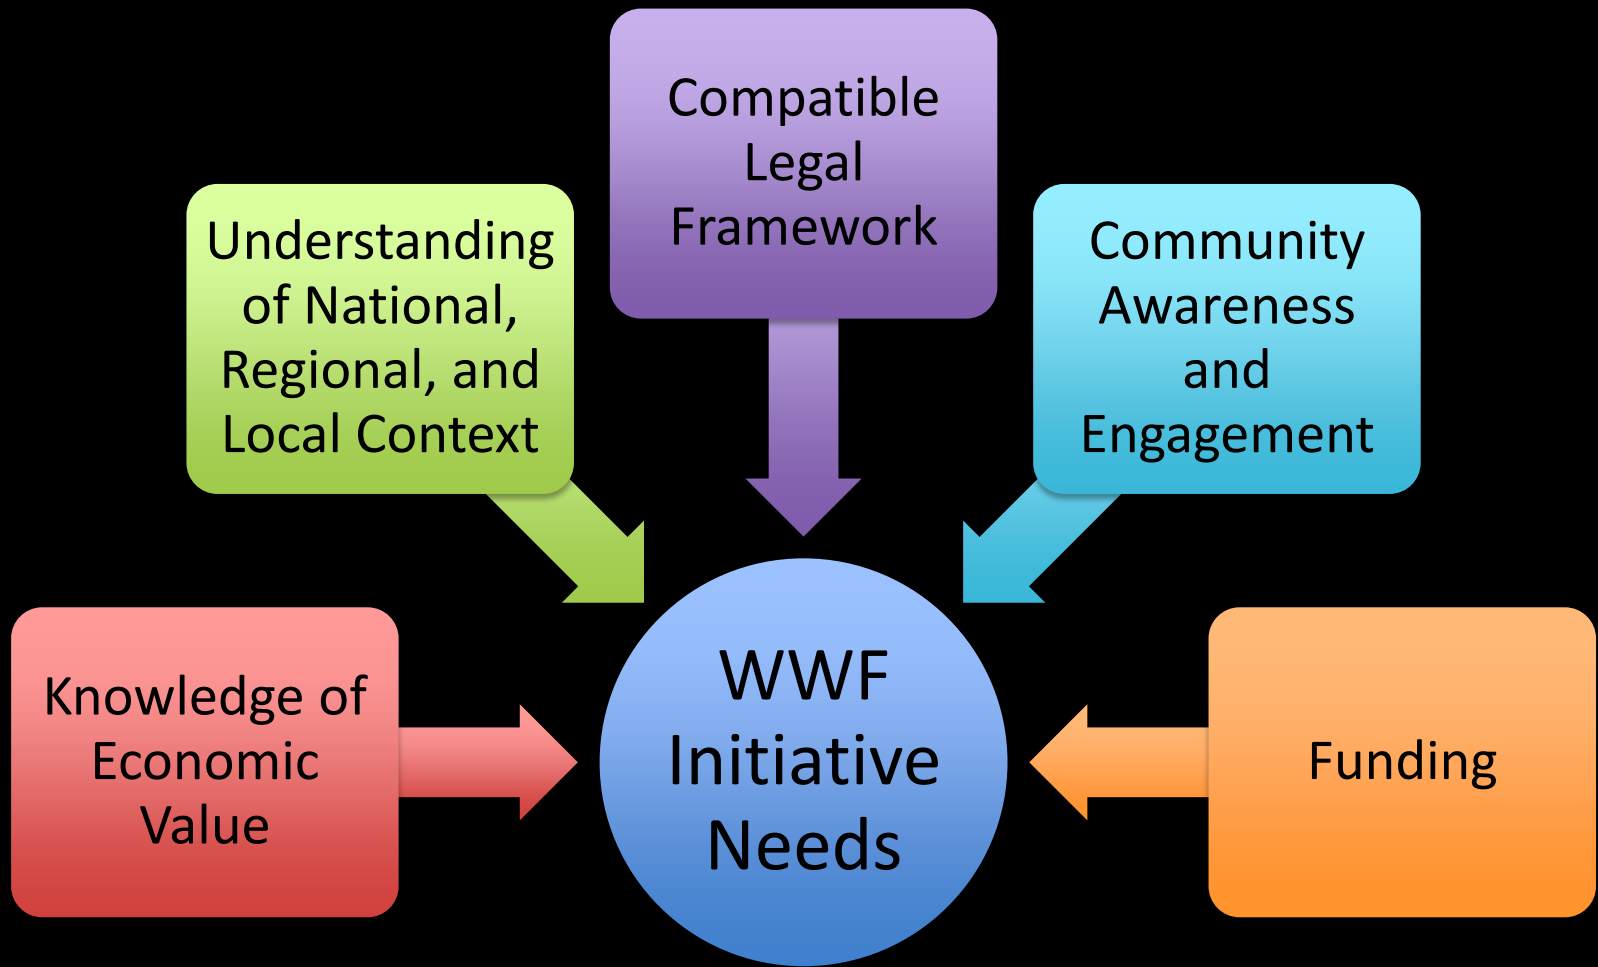 Compatible
Legal
Framework
Understanding
of National,
Regional, and
Local Context
Community
Awareness
and
Engagement
Knowledge of
Economic
Value
WWF
Initiative
Needs
Funding